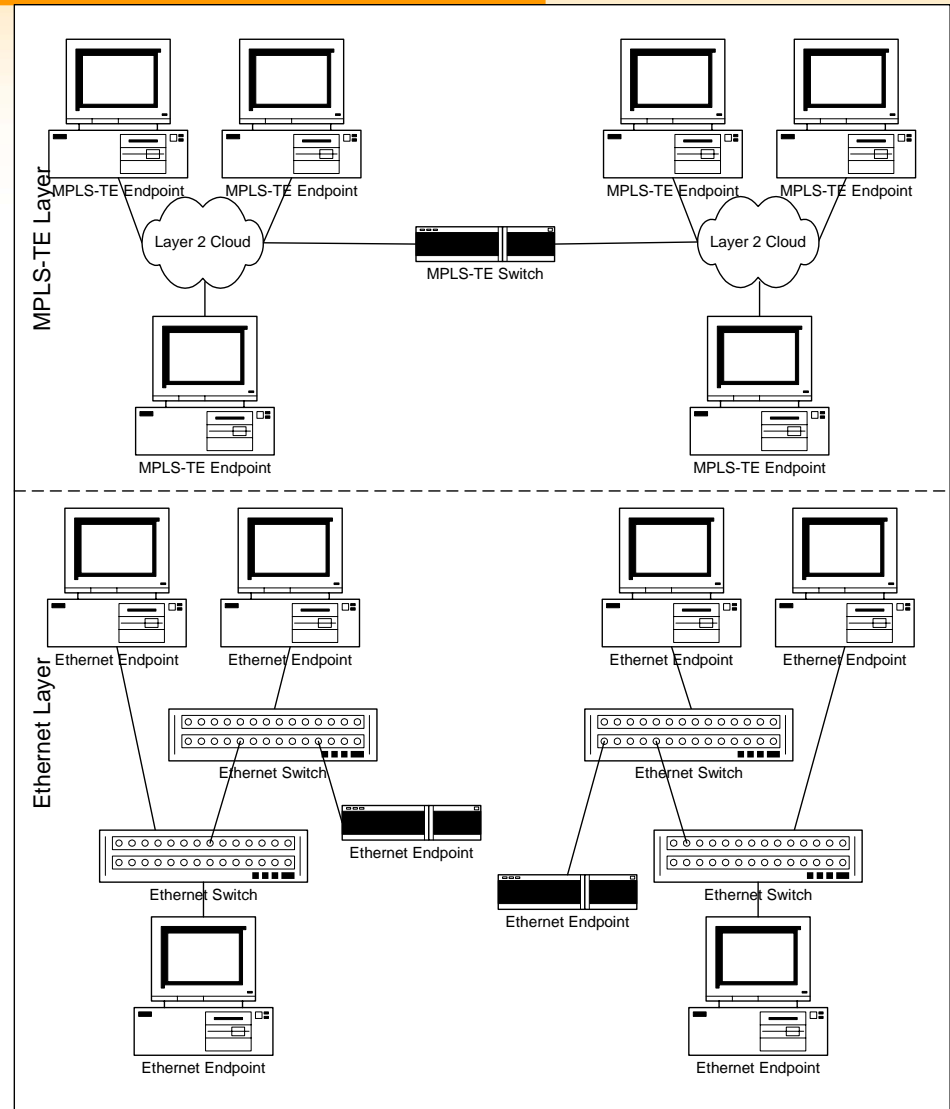 MPLS-TE Layer
MPLS-TE Endpoint
MPLS-TE Endpoint
MPLS-TE Endpoint
MPLS-TE Endpoint
Layer 2 Cloud
Layer 2 Cloud
MPLS-TE Switch
MPLS-TE Endpoint
MPLS-TE Endpoint
Ethernet Layer
Ethernet Endpoint
Ethernet Endpoint
Ethernet Endpoint
Ethernet Endpoint
Ethernet Switch
Ethernet Switch
Ethernet Endpoint
Ethernet Switch
Ethernet Switch
Ethernet Endpoint
Ethernet Endpoint
Ethernet Endpoint